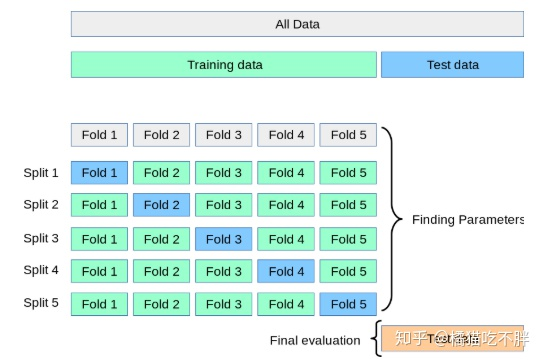 All Data
Training data Test data
Fold 1 Fold 2 Fold 3 Fold 4 Fold 5
Split 1 Fold 1 Fold 2 Fold 3 Fold 4 Fold 5
Split 2 Fold 1 Fold 2 Fold 3 Fold 4 Fold 5
Finding Parameters
Split 3 Fold 1 Fold 2 Fold 3 Fold 4 Fold 5
Split 4 Fold 1 Fold 2 Fold 3 Fold 4 Fold 5
Split 5 Fold 1 Fold 2 Fold 3 Fold 4 Fold 5
Final evaluation Test data
知乎 @橘猫吃不胖